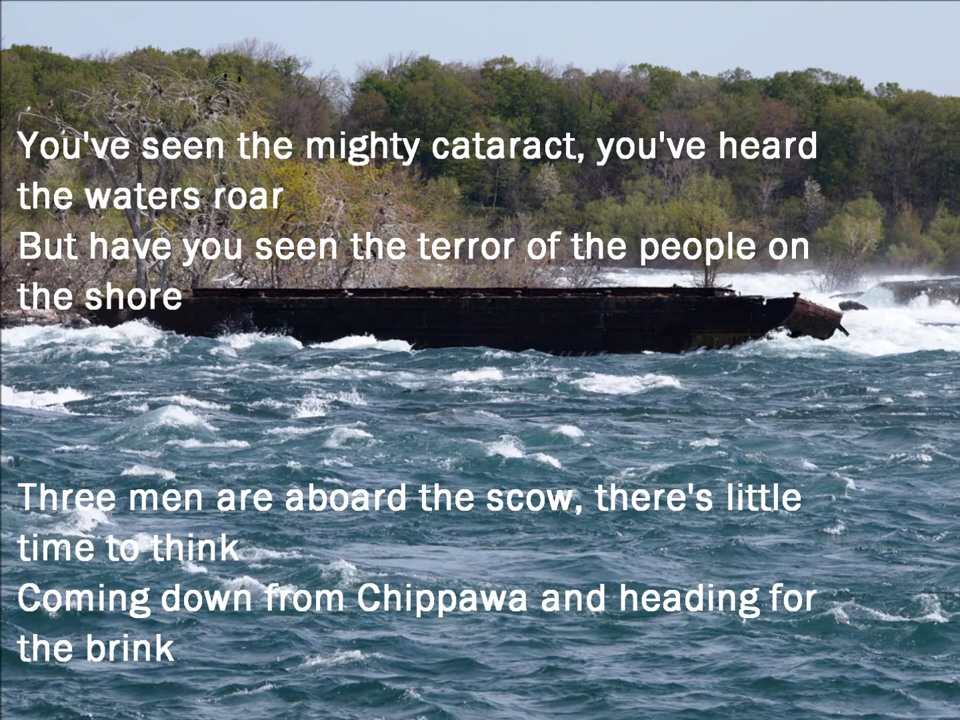 You've seen the mighty cataract, you've heard
the waters roar
But have you seen the terror of the people on
the shore
Three men are aboard the scow, there's little
time to think
Coming down from Chippawa and heading for
the brink